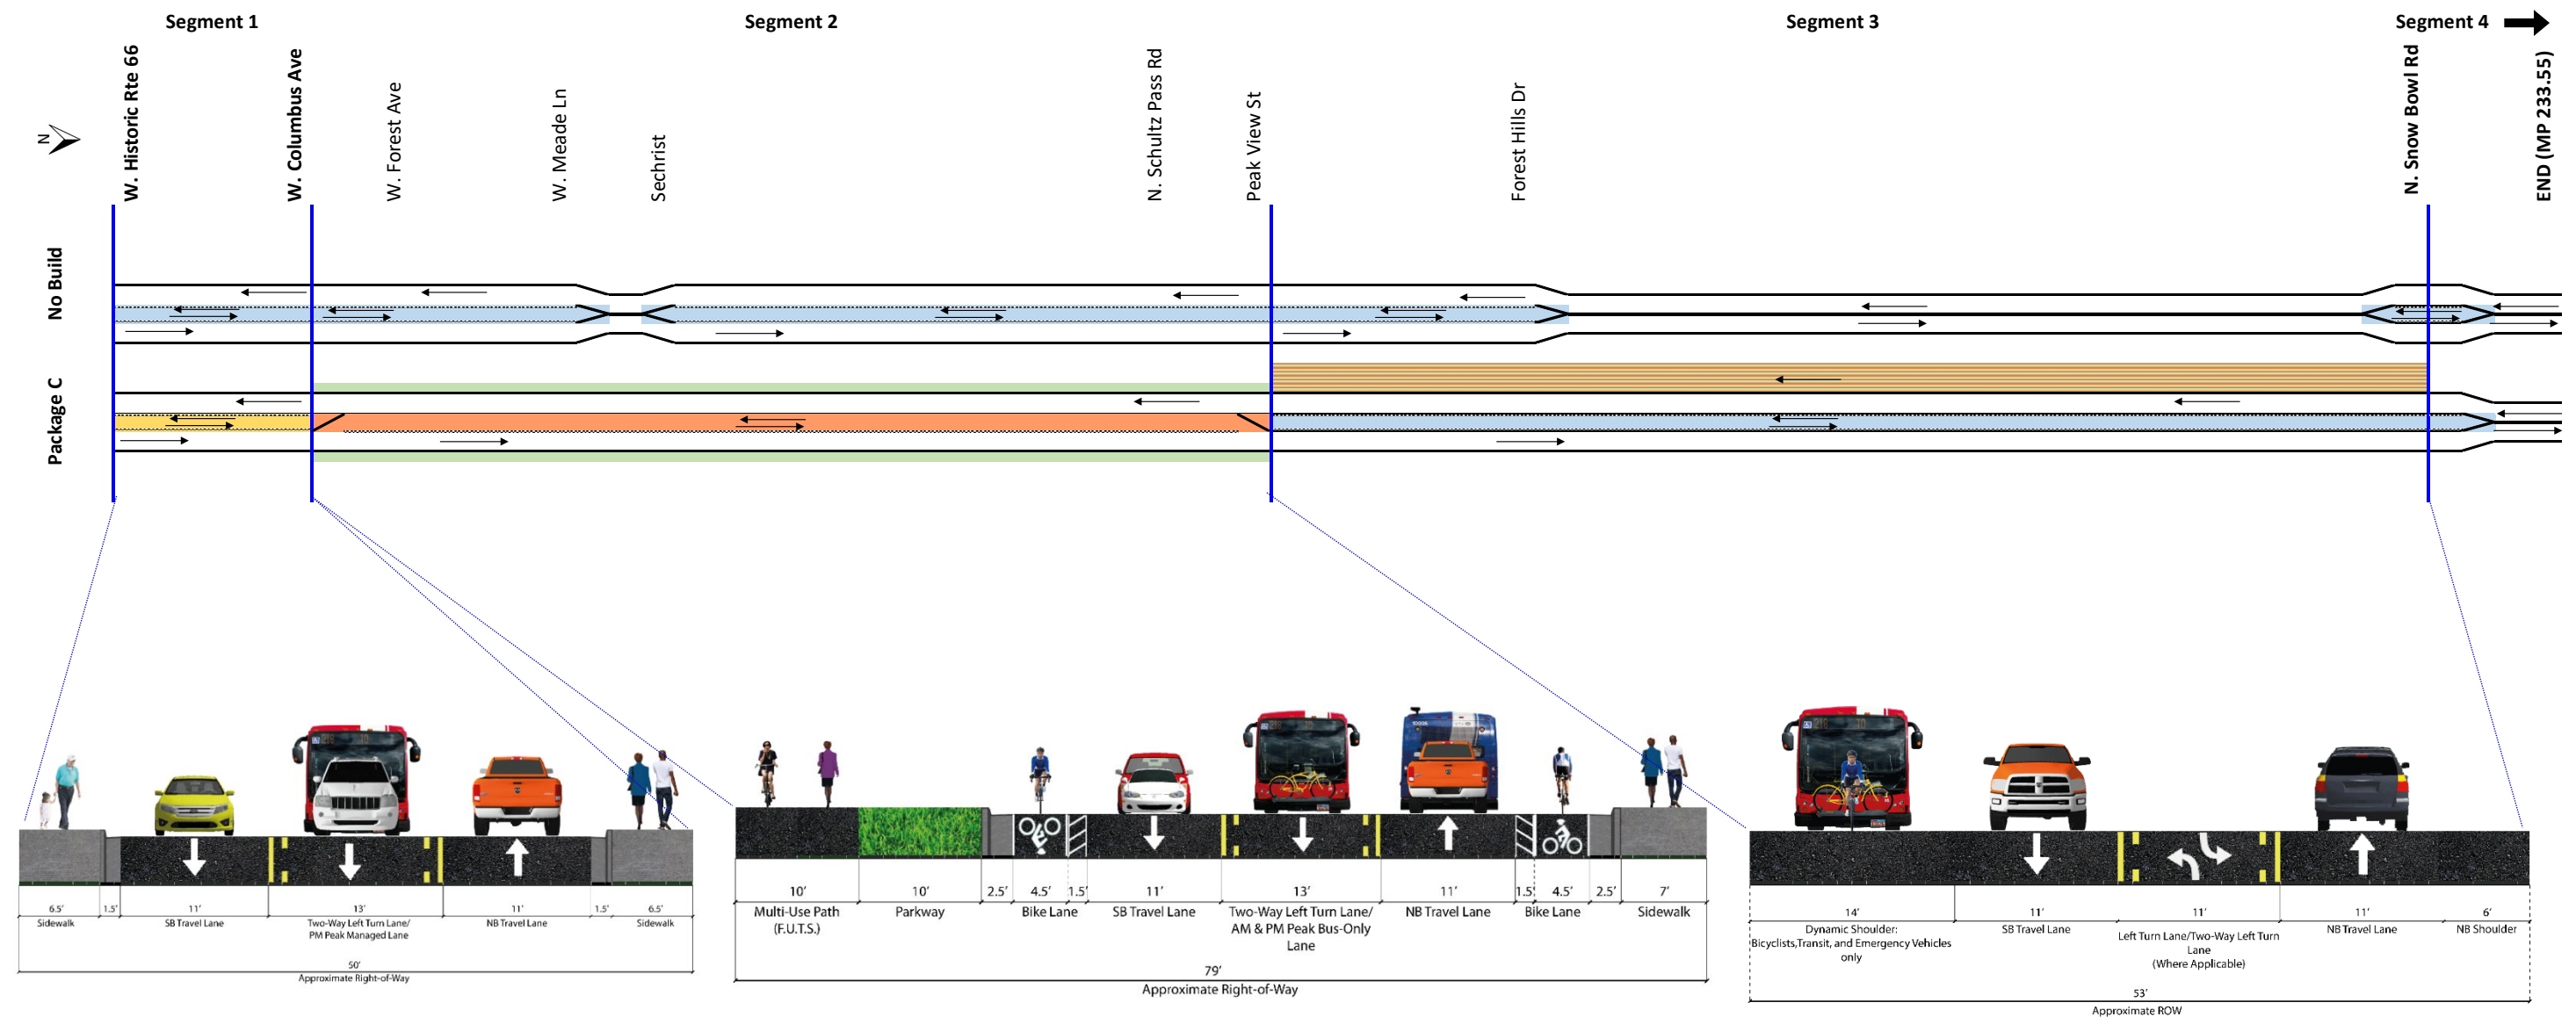 Segment 1
Segment 2
Segment 3
Segment 4
W. Historic Rte 66
W. Columbus Ave
W. Forest Ave
W. Meade Ln
Sechrist
N. Schultz Pass Rd
Peak View St
Forest Hills Dr
N. Snow Bowl Rd
END (MP 233.55)
N
No Build
Package C
6.5'
1.5'
11'
13'
11'
1.5'
6.5'
Sidewalk
SB Travel Lane
Two-Way Left Turn Lane/
PM Peak Managed Lane
NB Travel Lane
Sidewalk
50'
Approximate Right-of-Way
10'
10'
2.5'
4.5'
1.5'
11'
13'
11'
1.5'
4.5'
2.5'
7'
Multi-Use Path
(F.U.T.S.)
Parkway
Bike Lane
SB Travel Lane
Two-Way Left Turn Lane/
AM & PM Peak Bus-Only
Lane
NB Travel Lane
Bike Lane
Sidewalk
79'
Approximate Right-of-Way
14'
11'
11'
11'
6'
Dynamic Shoulder:
Bicyclists,Transit, and Emergency Vehicles
only
SB Travel Lane
Left Turn Lane/Two-Way Left Turn
Lane
(Where Applicable)
NB Travel Lane
NB Shoulder
53'
Approximate ROW